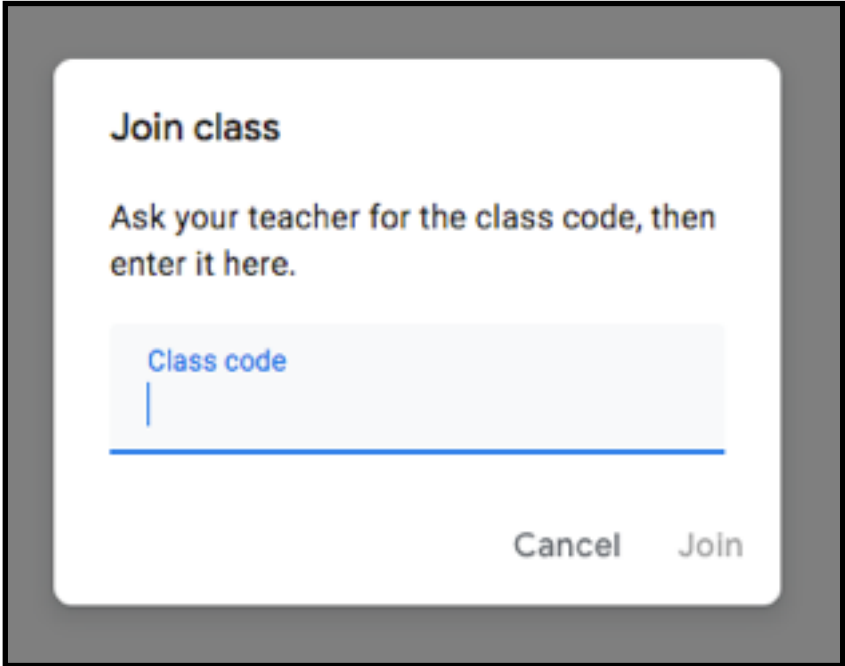 Join class
Ask your teacher for the class code, then
enter it here.
Class code
Cancel Join